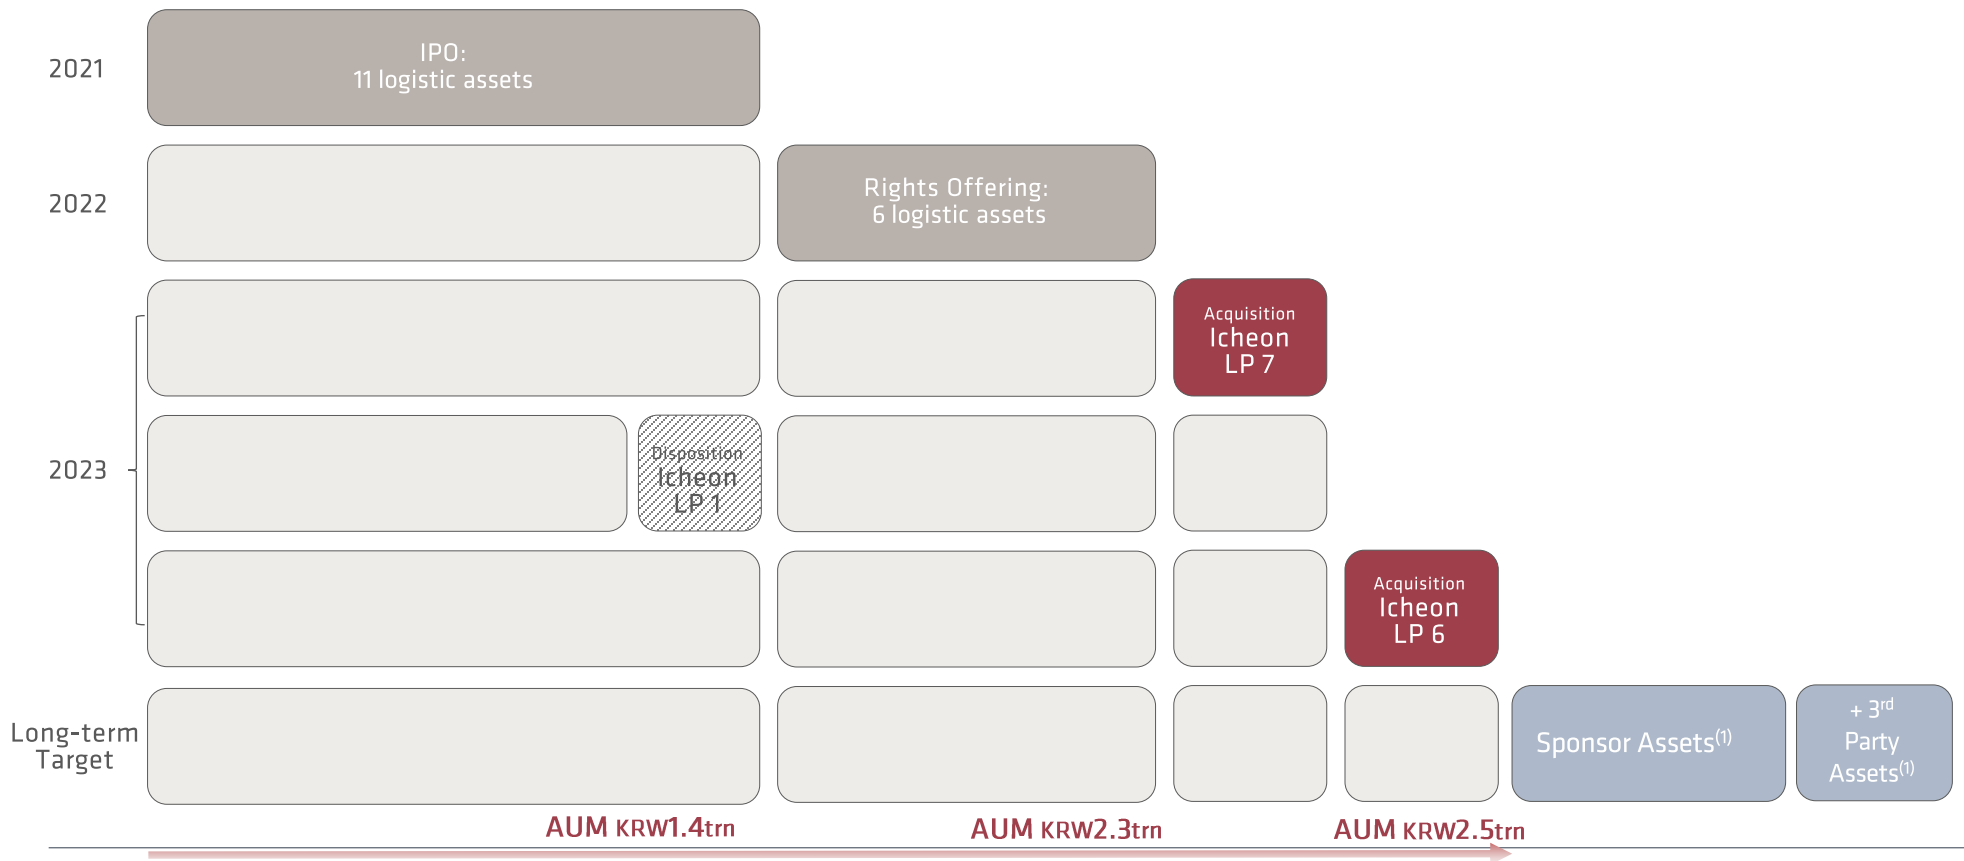 2021
IPO:
11 logistic assets
2022
Rights Offering:
6 logistic assets
Acquisition
Icheon
LP 7
2023
Disposition
Icheon
LP 1
Acquisition
Icheon
LP 6
Long-term
Target
Sponsor Assets(1)
+ 3rd
Party
Assets(1)
AUM KRW1.4trn
AUM KRW2.3trn
AUM KRW2.5trn